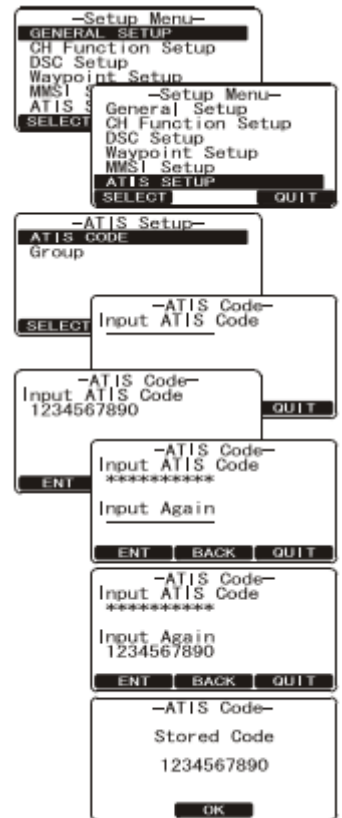 —Setup Menu—
GENERAL SETUP
CH Function Setup
DSC Setup
Waypoint Setup
MMSI
ATIS S
SELECT
—Setup Menu—
General Setup
CH Function Setup
DSC Setup
Waypoint Setup
MMSI Setup
ATIS SETUP
SELECT QUIT
—ATIS Setup—
ATIS CODE
Group
SELECT
—ATIS Code—
Input ATIS Code
QUIT
—ATIS Code—
Input ATIS Code
1234567890
ENT
—ATIS Code—
Input ATIS Code
**********
Input Again
ENT BACK QUIT
—ATIS Code—
Input ATIS Code
**********
Input Again
1234567890
ENT BACK QUIT
—ATIS Code—
Stored Code
1234567890
OK